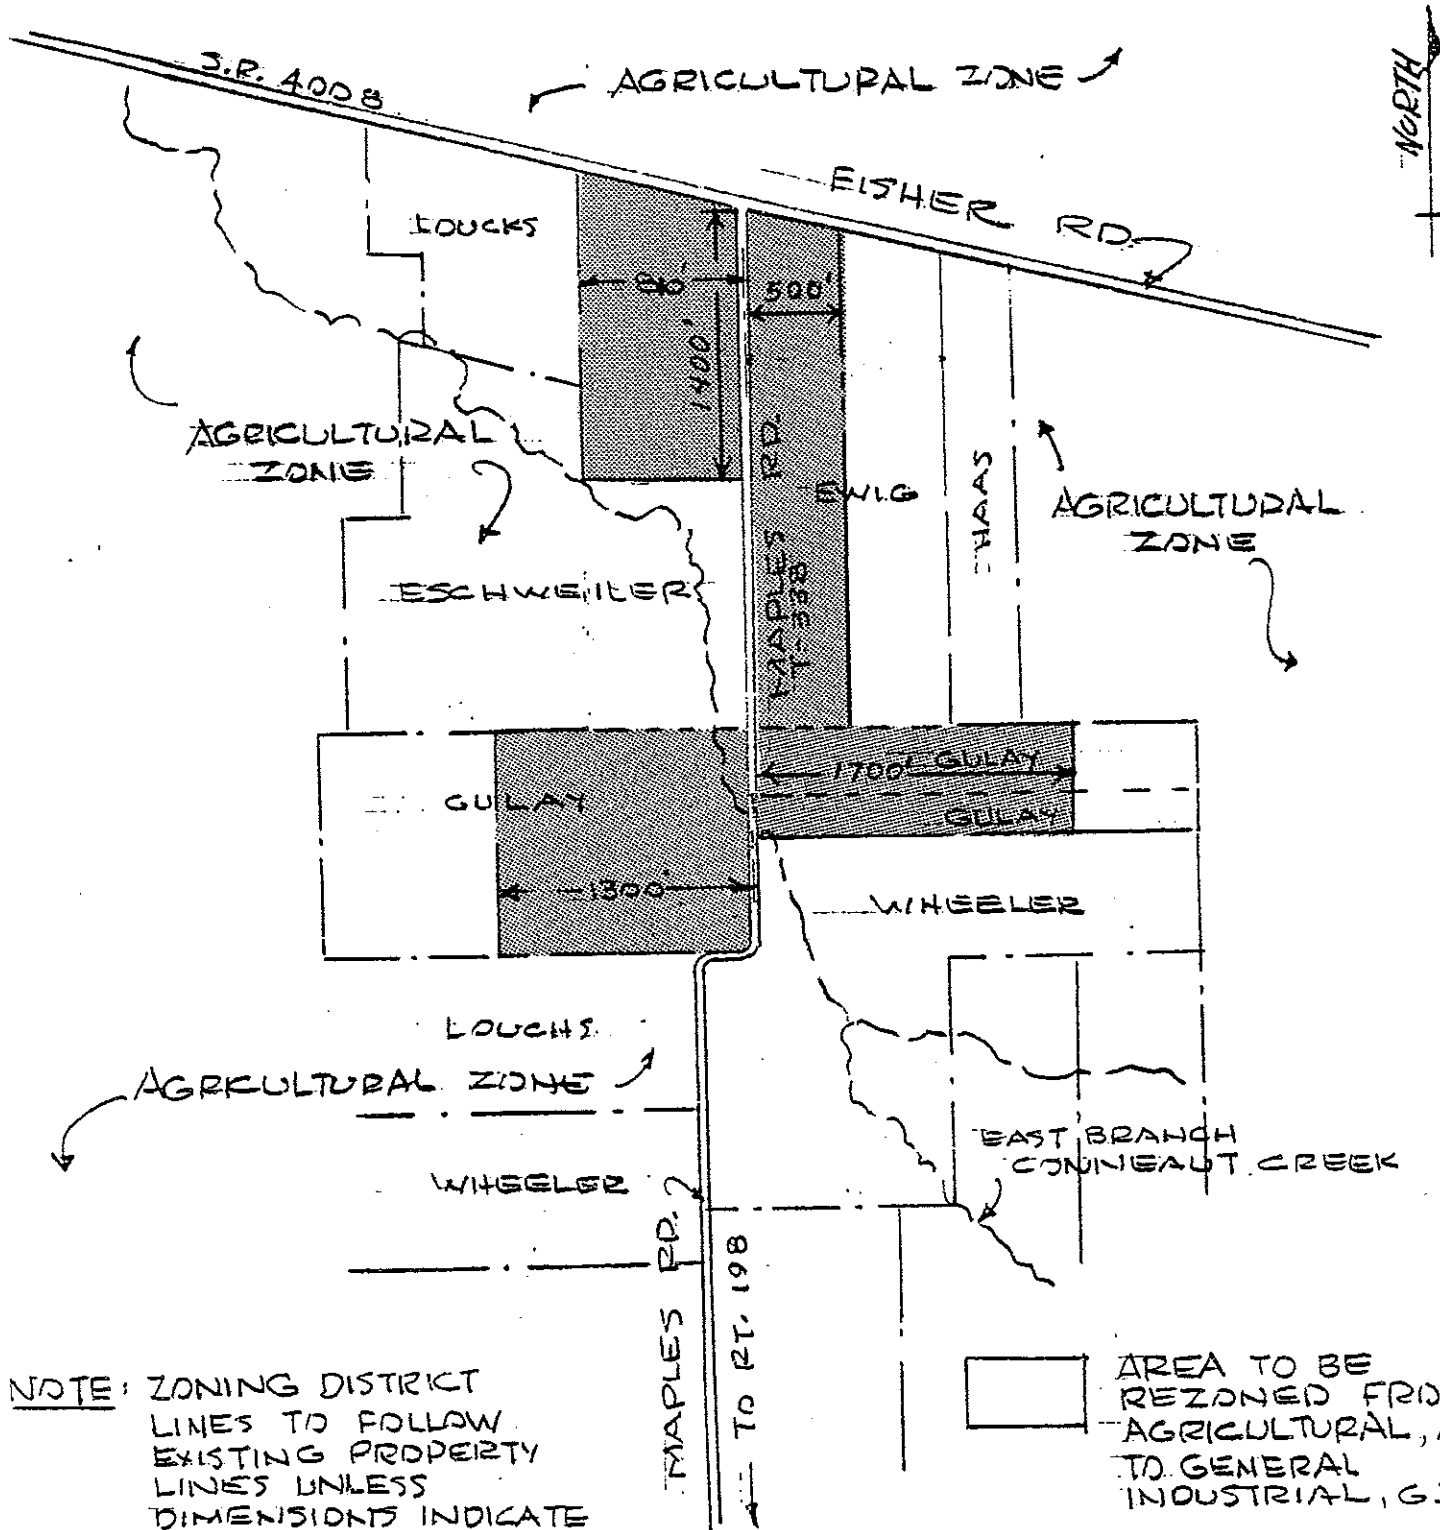 S.R. 4008
AGRICULTURAL ZONE
NORTH
FISHER RD.
LOUCKS
500'
1400'
AGRICULTURAL
ZONE
MAPLES RD.
T-338
EWIG
HAAS
AGRICULTURAL
ZONE
ESCHWEILER
GULAY
1700'
GULAY
GULAY
1300'
WHEELER
LOUCHS
AGRICULTURAL ZONE
EAST BRANCH
CONNEAUT CREEK
WHEELER
MAPLES RD.
TO RT. 198
NOTE: ZONING DISTRICT
LINES TO FOLLOW
EXISTING PROPERTY
LINES UNLESS
DIMENSIONS INDICATE
AREA TO BE
REZONED FRO
AGRICULTURAL, A
TO GENERAL
INDUSTRIAL, G.